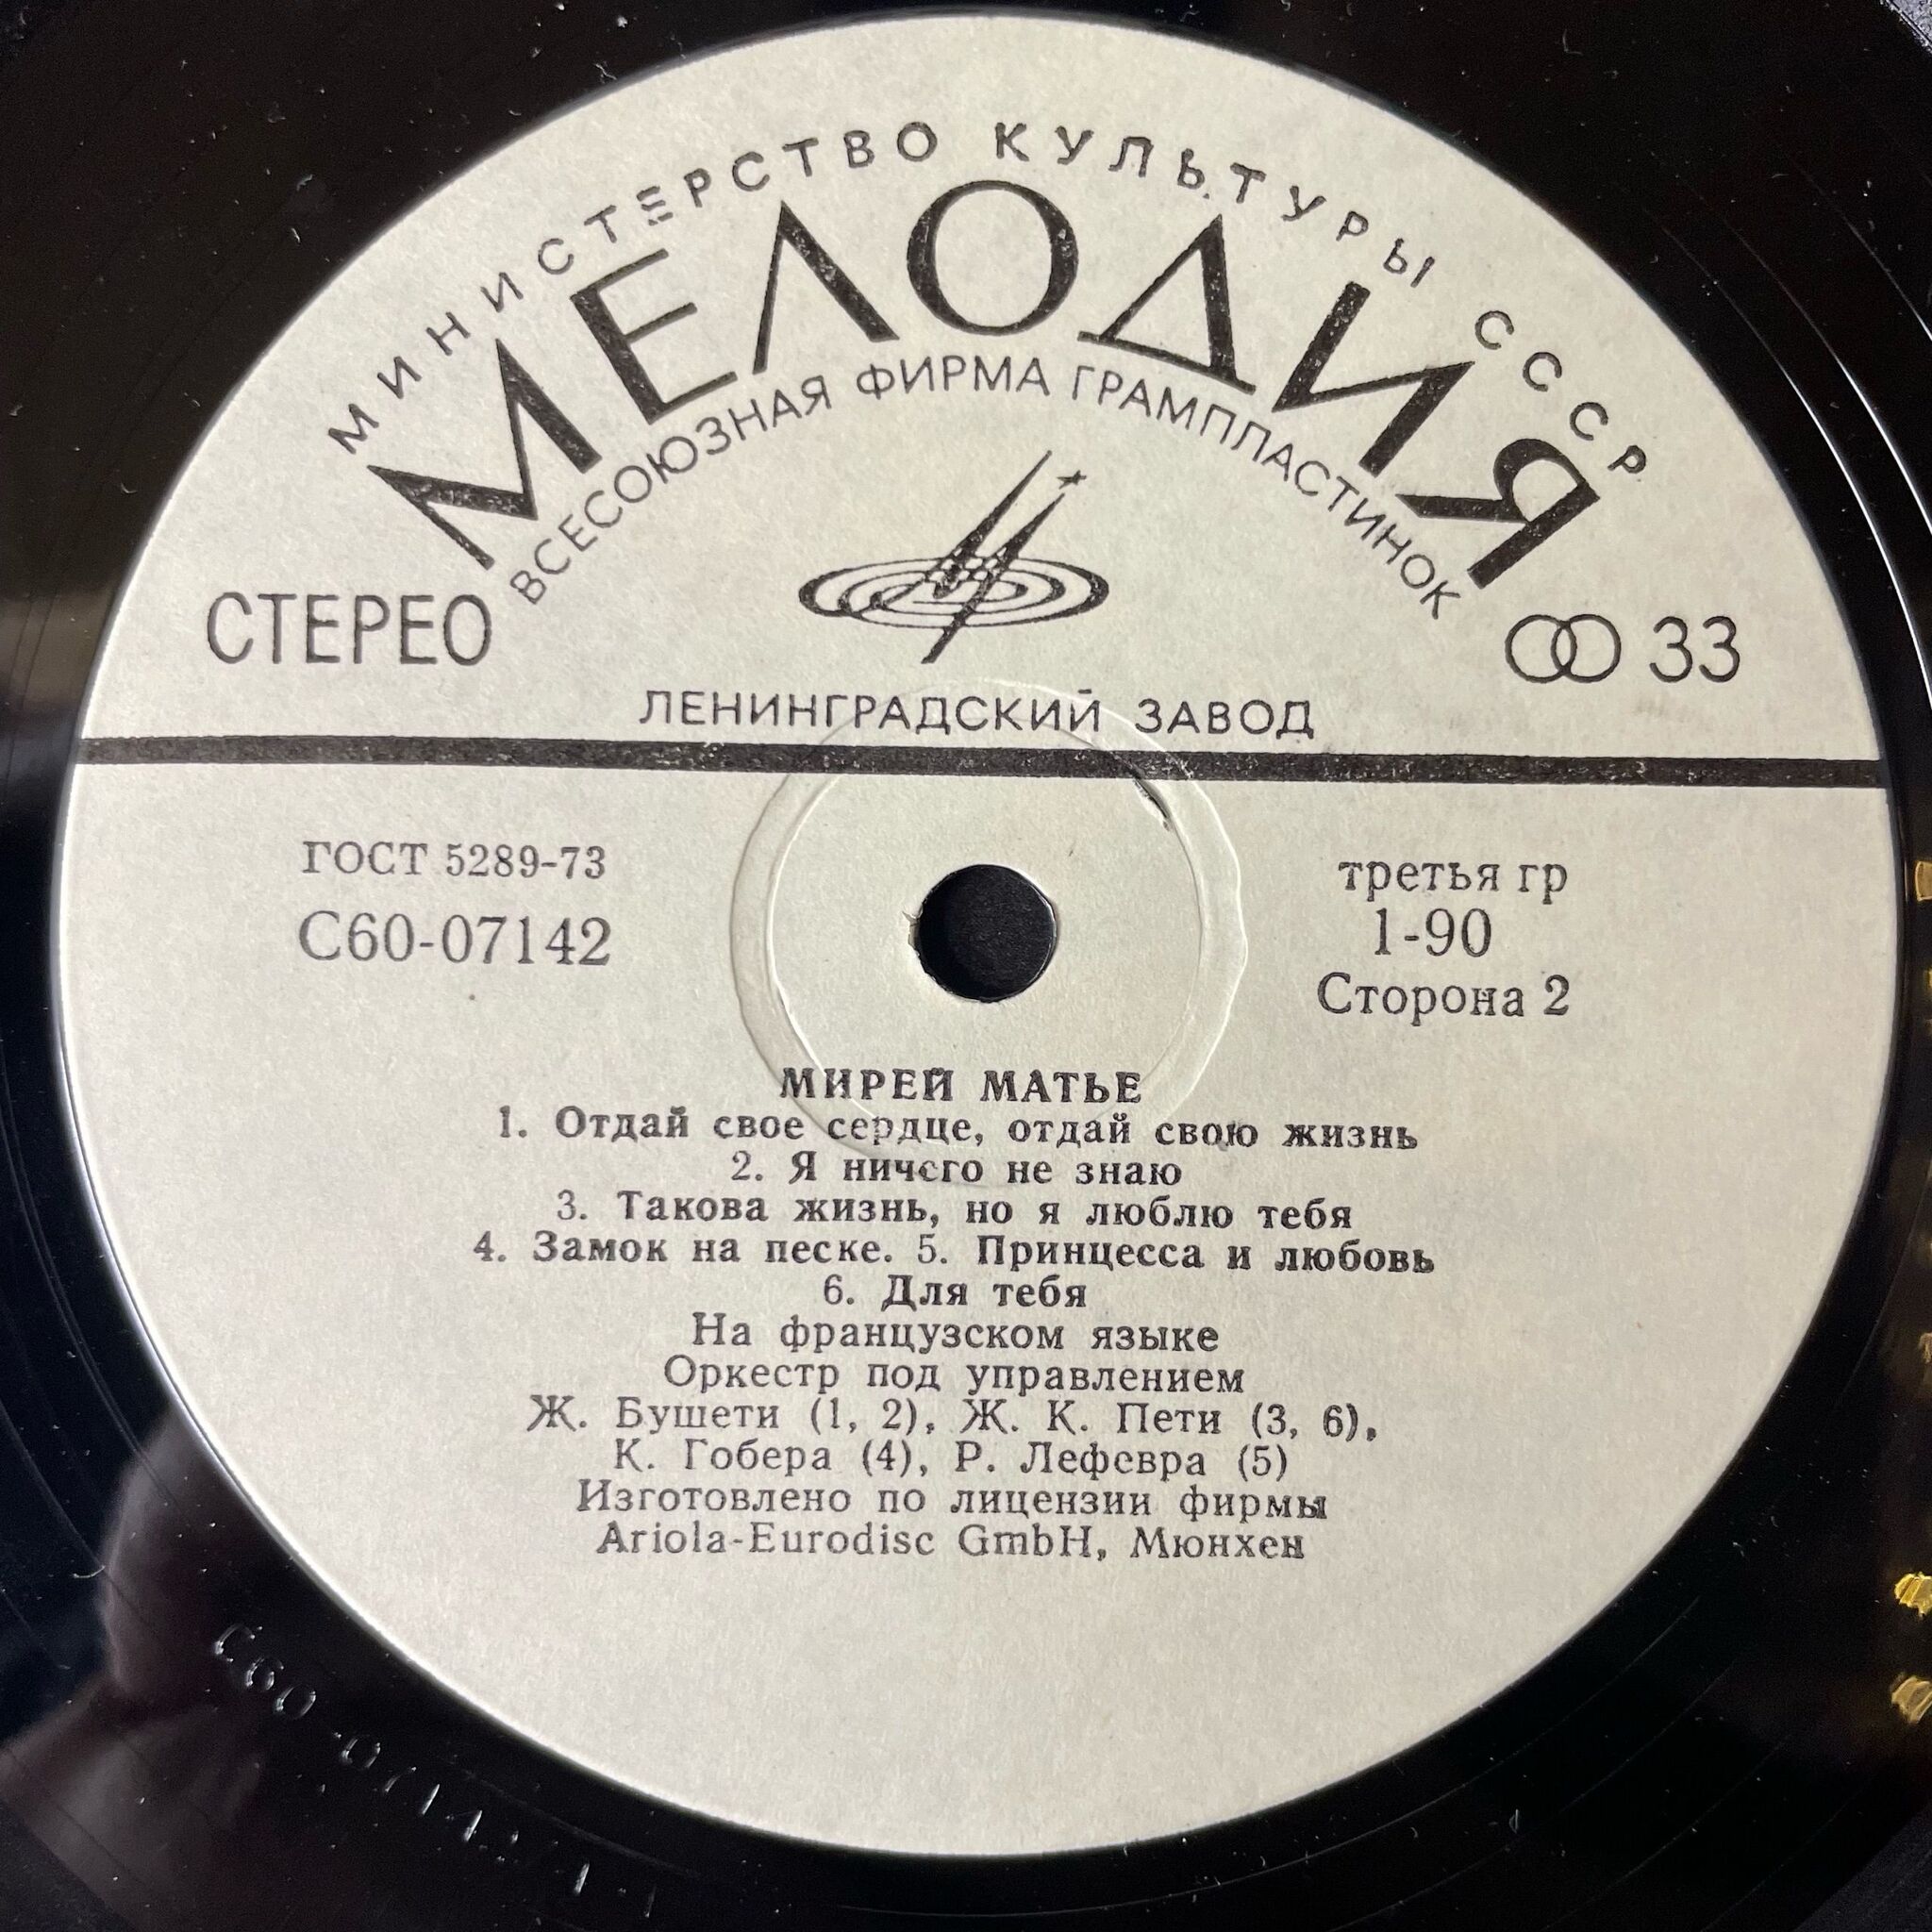 МИНИСТЕРСТВО КУЛЬТУРЫ СССР
МЕЛОДИЯ
ВСЕСОЮЗНАЯ ФИРМА ГРАМПЛАСТИНОК
СТЕРЕО
33
ЛЕНИНГРАДСКИЙ ЗАВОД
ГОСТ 5289-73
С60-07142
третья гр
1-90
Сторона 2
МИРЕЙ МАТЬЕ
1. Отдай свое сердце, отдай свою жизнь
2. Я ничего не знаю
3. Такова жизнь, но я люблю тебя
4. Замок на песке. 5. Принцесса и любовь
6. Для тебя
На французском языке
Оркестр под управлением
Ж. Бушети (1, 2), Ж. К. Пети (3, 6),
К. Гобера (4), Р. Лефевра (5)
Изготовлено по лицензии фирмы
Ariola-Eurodisc GmbH, Мюнхен